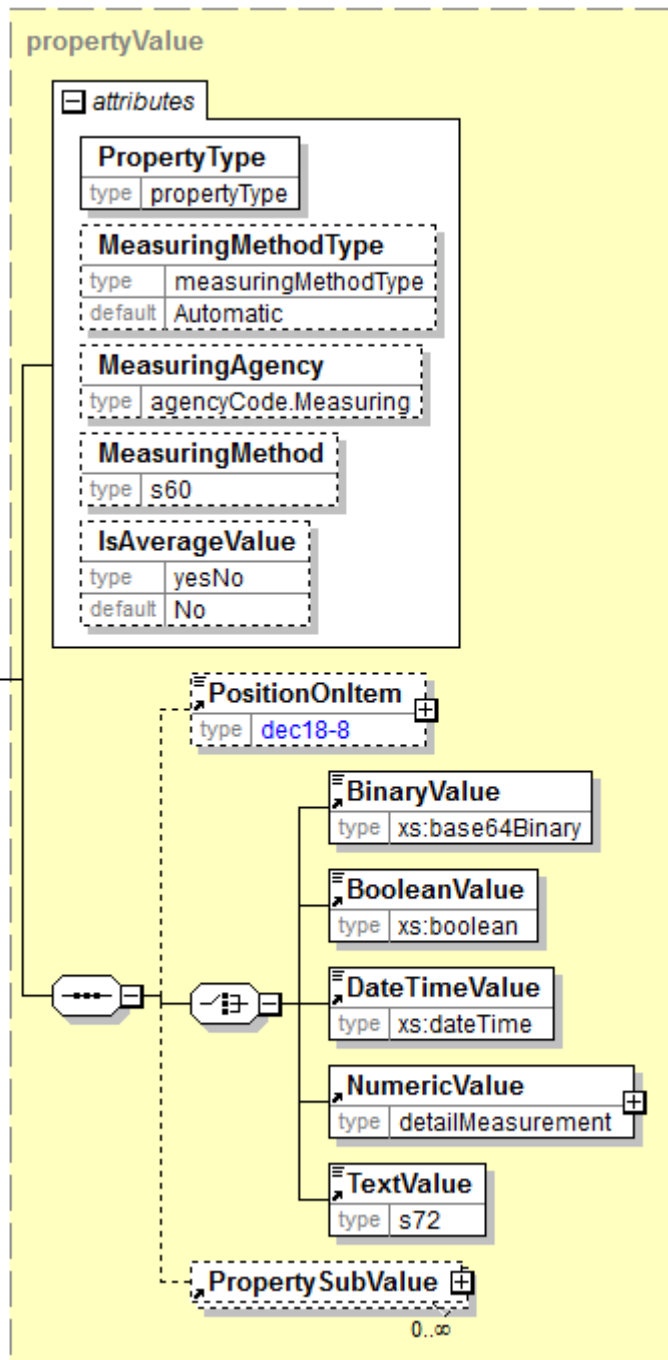 propertyValue
attributes
PropertyType
type propertyType
MeasuringMethodType
type measuringMethodType
default Automatic
MeasuringAgency
type agencyCode.Measuring
MeasuringMethod
type s60
IsAverageValue
type yesNo
default No
PositionOnItem
type dec18-8
BinaryValue
type xs:base64Binary
BooleanValue
type xs:boolean
DateTimeValue
type xs:dateTime
NumericValue
type detailMeasurement
TextValue
type s72
PropertySubValue
0..∞